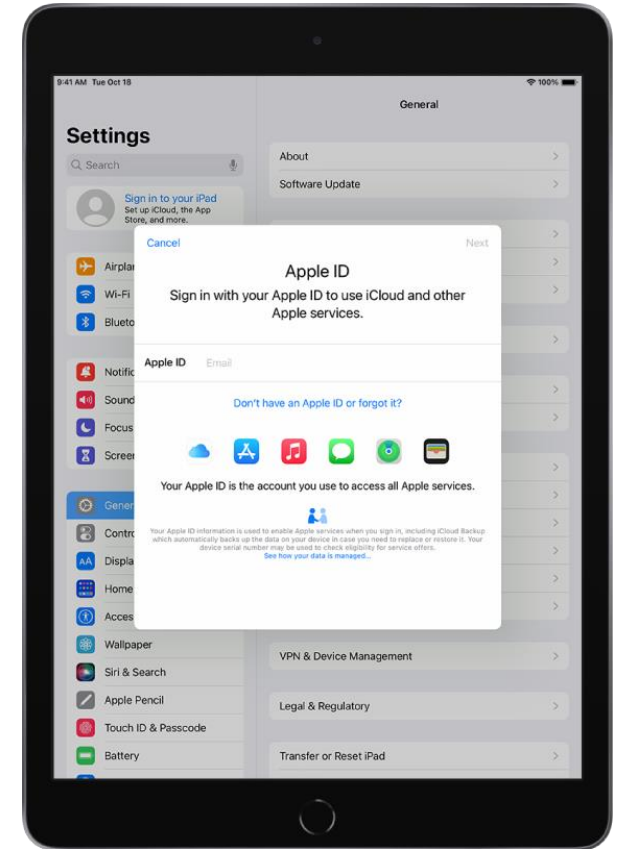 9:41 AM Tue Oct 18
100%
Settings
Search
Sign in to your iPad
Set up iCloud, the App
Store, and more.
Airplan
Wi-Fi
Blueto
Notific
Sound
Focus
Screen
Gener
Contro
AA Displa
Home
Acces
Wallpaper
Siri & Search
Apple Pencil
Touch ID & Passcode
Battery
General
About
Software Update
VPN & Device Management
Legal & Regulatory
Transfer or Reset iPad
Cancel
Next
Apple ID
Sign in with your Apple ID to use iCloud and other
Apple services.
Apple ID Email
Don't have an Apple ID or forgot it?
Your Apple ID is the account you use to access all Apple services.
Your Apple ID information is used to enable Apple services when you sign in, including iCloud Backup
which automatically backs up the data on your device in case you need to replace or restore it. Your
device serial number may be used to check eligibility for service offers.
See how your data is managed...